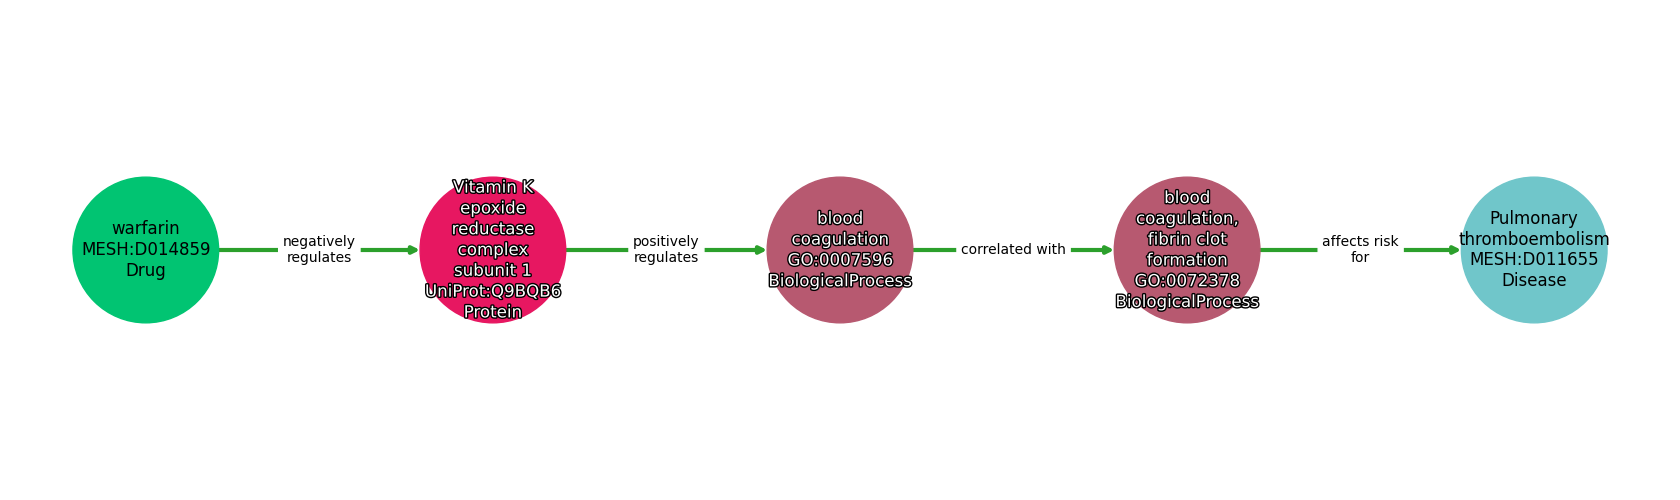 warfarin
MESH:D014859
Drug
negatively
regulates
Vitamin K
epoxide
reductase
complex
subunit 1
UniProt:Q9BQB6
Protein
positively
regulates
blood
coagulation
GO:0007596
BiologicalProcess
correlated with
blood
coagulation,
fibrin clot
formation
GO:0072378
BiologicalProcess
affects risk
for
Pulmonary
thromboembolism
MESH:D011655
Disease